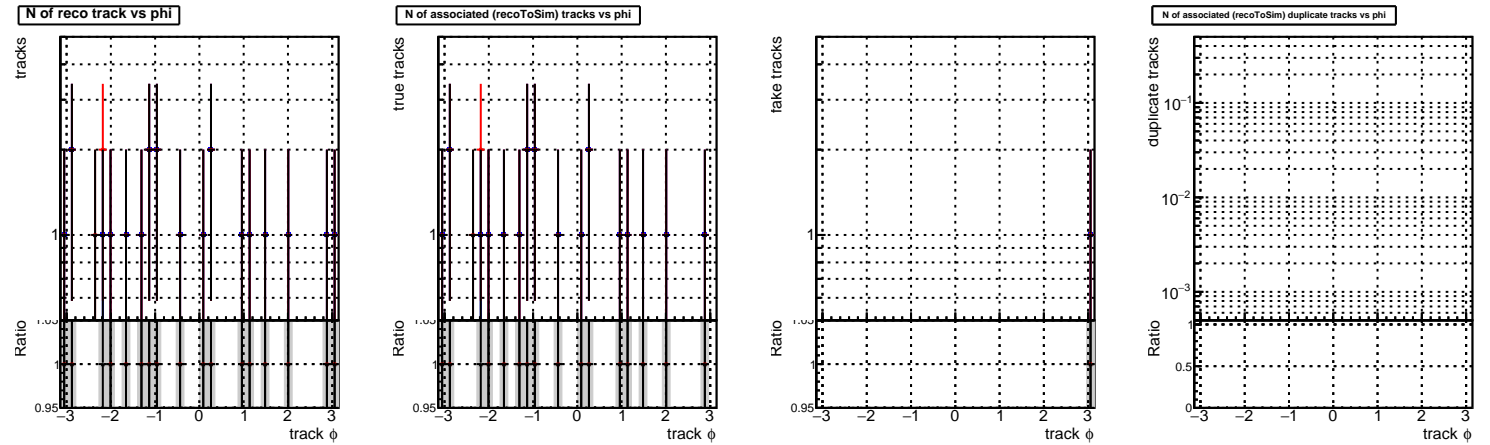 N of reco track vs phi
tracks
1
Ratio
1.05
1
0.95
−3 −2 −1 0 1 2 3
track ϕ
N of associated (recoToSim) tracks vs phi
true tracks
1
Ratio
1.05
1
0.95
−3 −2 −1 0 1 2 3
track ϕ
fake tracks
1
Ratio
1.05
1
0.95
−3 −2 −1 0 1 2 3
track ϕ
N of associated (recoToSim) duplicate tracks vs phi
duplicate tracks
10⁻¹
10⁻²
10⁻³
Ratio
1
0.5
0
−3 −2 −1 0 1 2 3
track ϕ